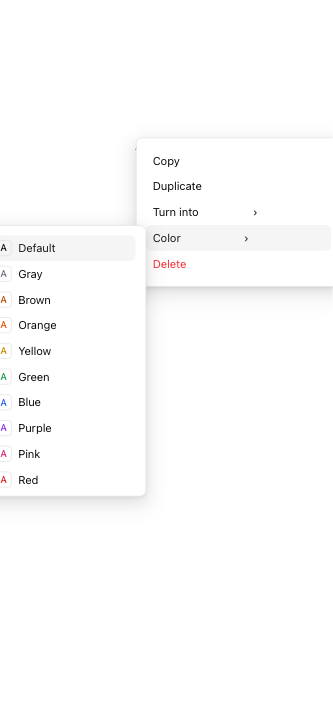 Copy
Duplicate
Turn into ›
Color ›
Delete
A Default
A Gray
A Brown
A Orange
A Yellow
A Green
A Blue
A Purple
A Pink
A Red